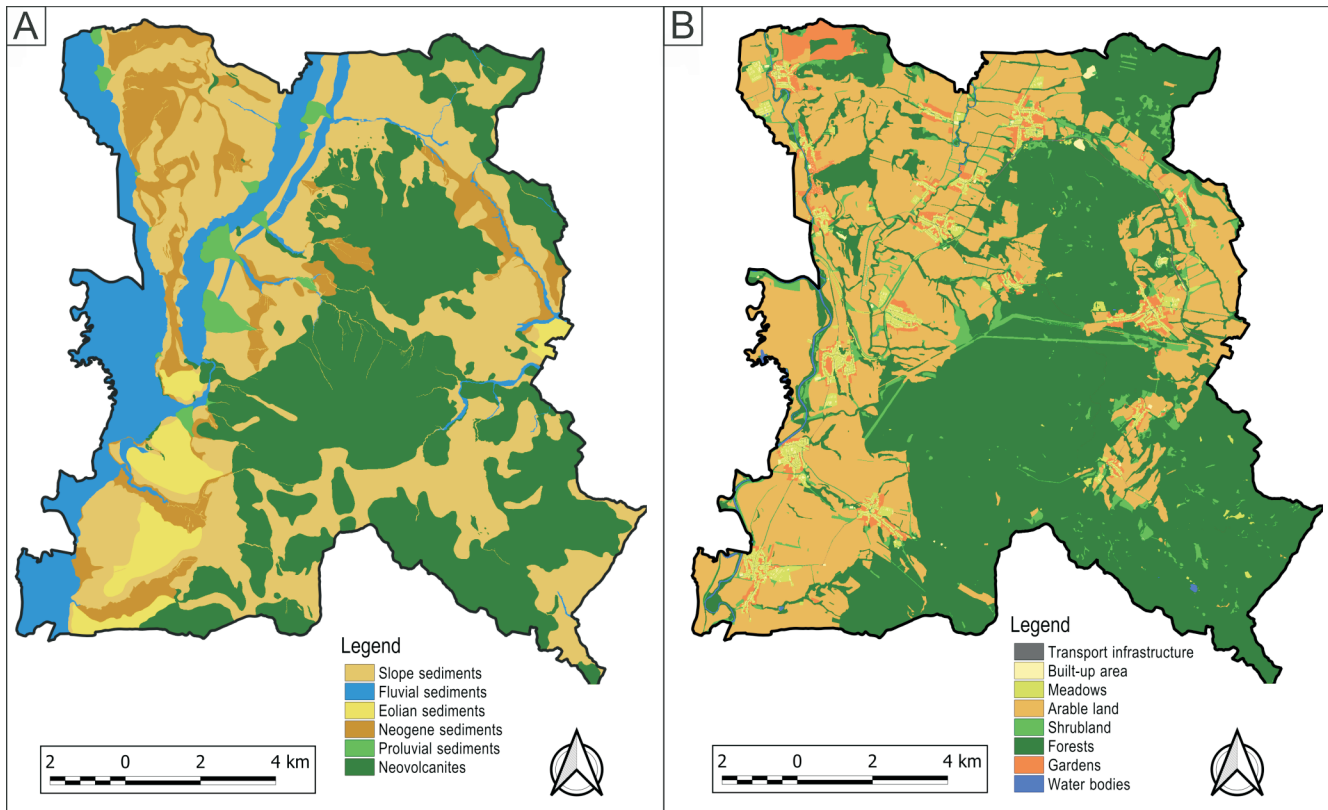 A
Legend
Slope sediments
Fluvial sediments
Eolian sediments
Neogene sediments
Proluvial sediments
Neovolcanites
2 0 2 4 km
B
Legend
Transport infrastructure
Built-up area
Meadows
Arable land
Shrubland
Forests
Gardens
Water bodies
2 0 2 4 km